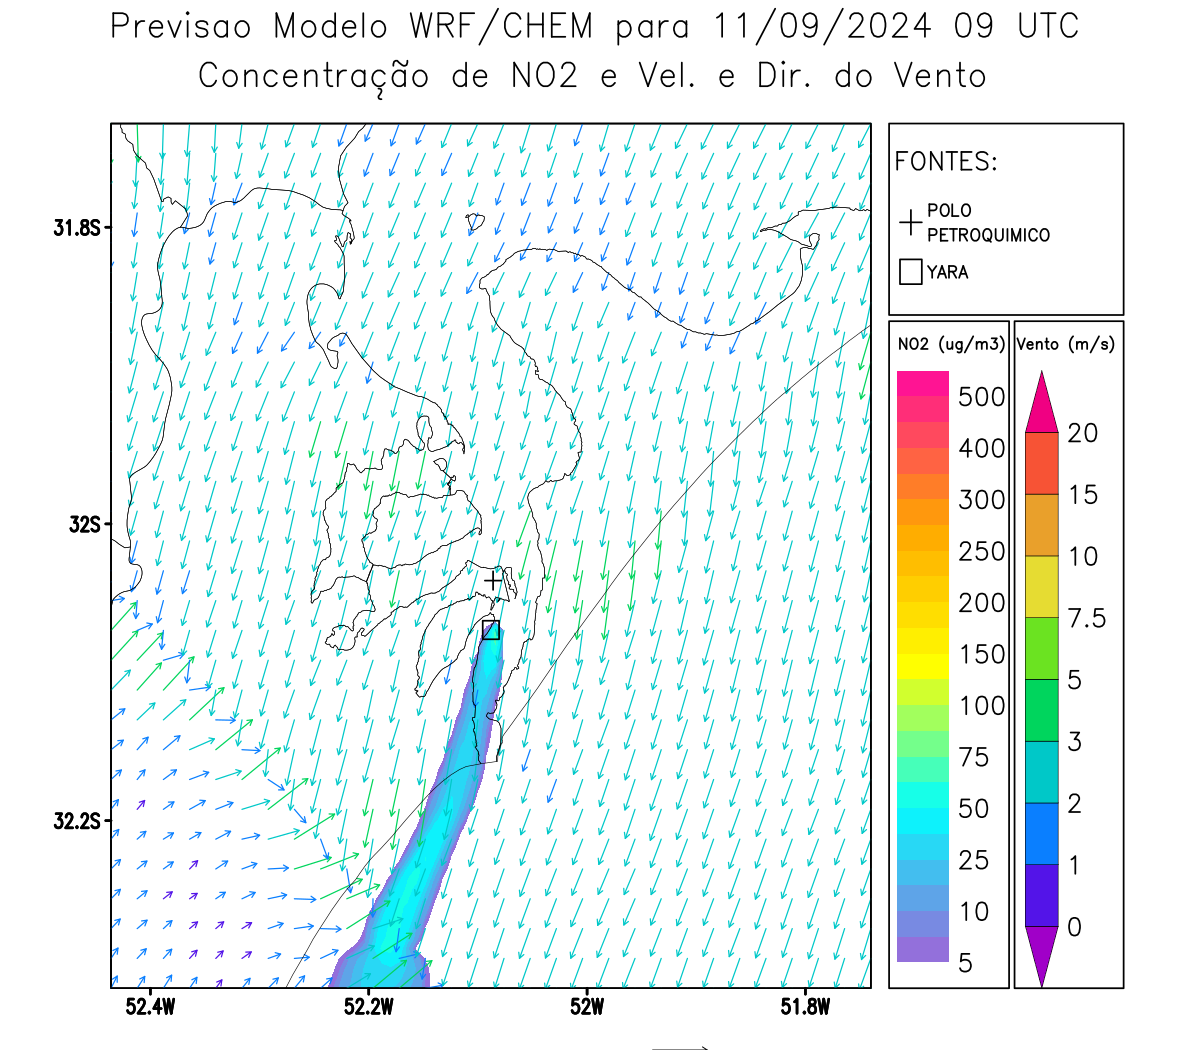 Previsao Modelo WRF/CHEM para 11/09/2024 09 UTC
Concentração de NO2 e Vel. e Dir. do Vento
FONTES:
POLO
PETROQUIMICO
YARA
NO2 (ug/m3)
500
400
300
250
200
150
100
75
50
25
10
5
Vento (m/s)
20
15
10
7.5
5
3
2
1
0
31.8S
32S
32.2S
52.4W
52.2W
52W
51.8W